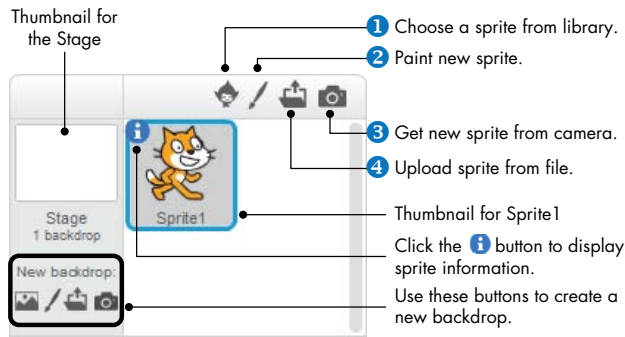 Thumbnail for
the Stage
1 Choose a sprite from library.
2 Paint new sprite.
3 Get new sprite from camera.
4 Upload sprite from file.
i
Sprite1
Stage
1 backdrop
New backdrop:
Thumbnail for Sprite1
Click the i button to display
sprite information.
Use these buttons to create a
new backdrop.